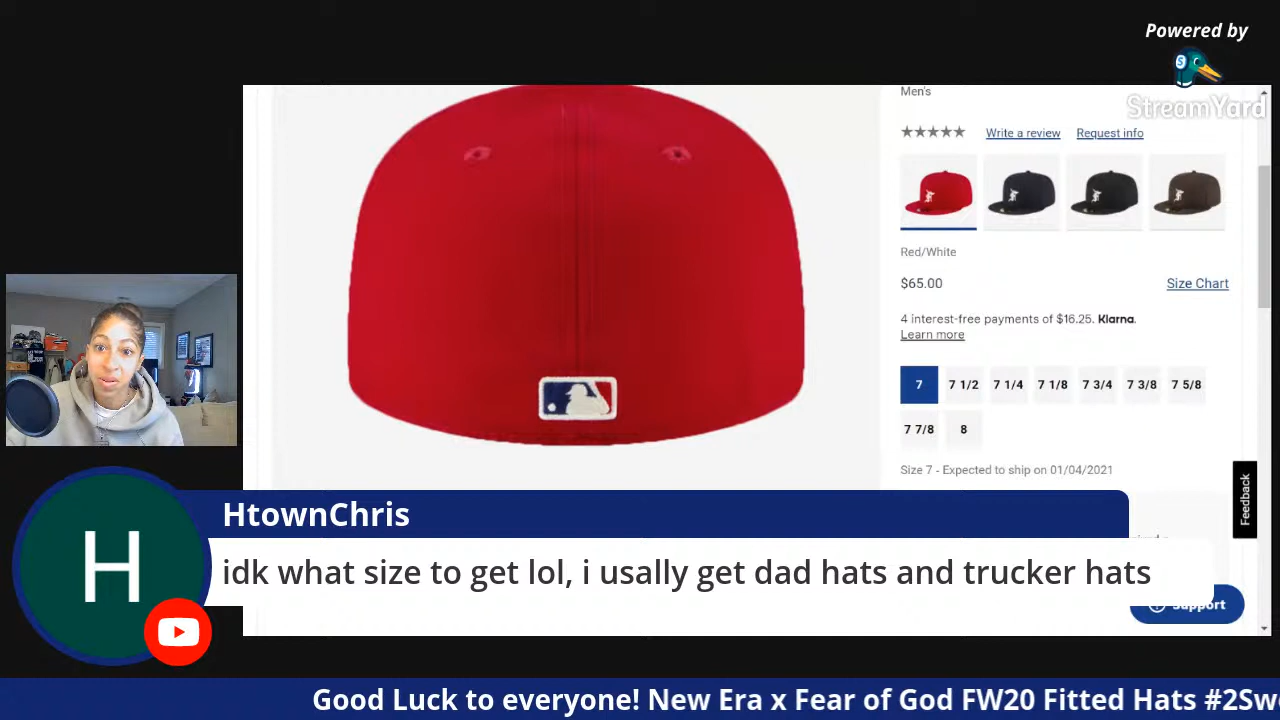 Powered by
StreamYard
Men's
Write a review
Request info
Red/White
$65.00
Size Chart
4 interest-free payments of $16.25. Klarna.
Learn more
7
7 1/2
7 1/4
7 1/8
7 3/4
7 3/8
7 5/8
7 7/8
8
Size 7 - Expected to ship on 01/04/2021
Feedback
Support
H
HtownChris
idk what size to get lol, i usally get dad hats and trucker hats
Good Luck to everyone! New Era x Fear of God FW20 Fitted Hats #2Sw